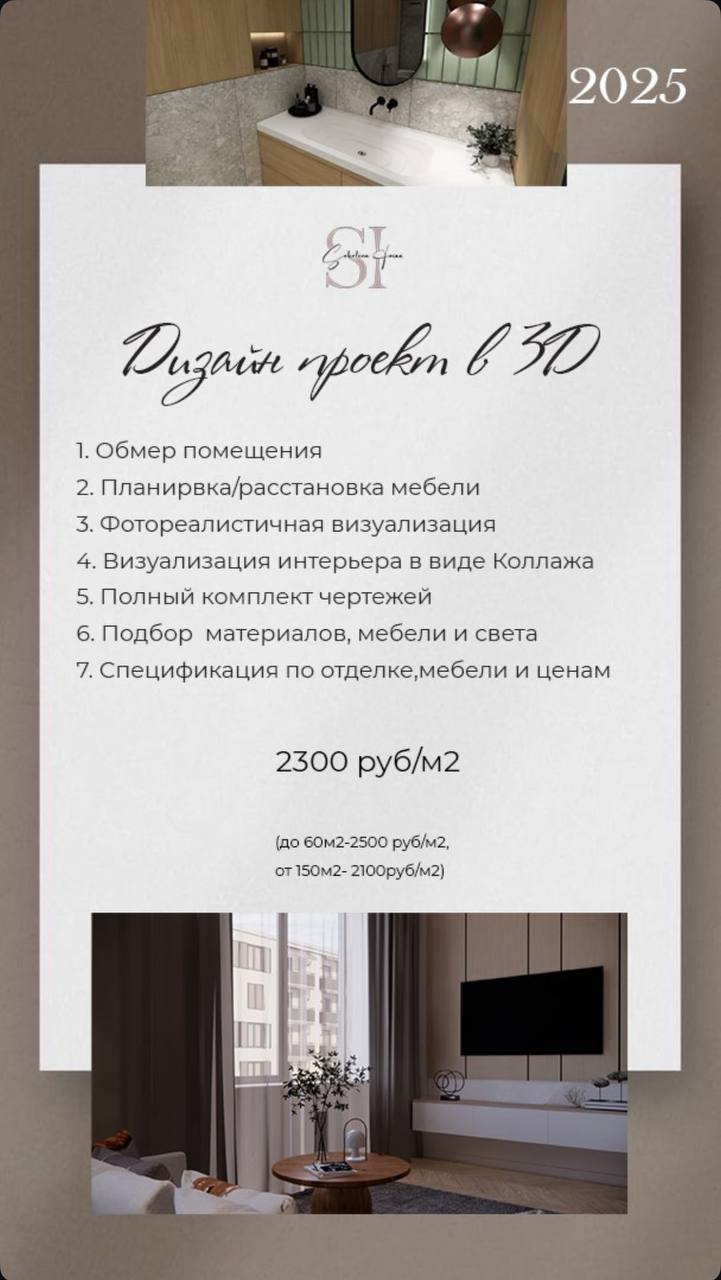 2025
SI
Дизайн проект в 3D
1. Обмер помещения
2. Планирвка/расстановка мебели
3. Фотореалистичная визуализация
4. Визуализация интерьера в виде Коллажа
5. Полный комплект чертежей
6. Подбор  материалов, мебели и света
7. Спецификация по отделке,мебели и ценам
2300 руб/м2
(до 60м2-2500 руб/м2,
от 150м2- 2100руб/м2)